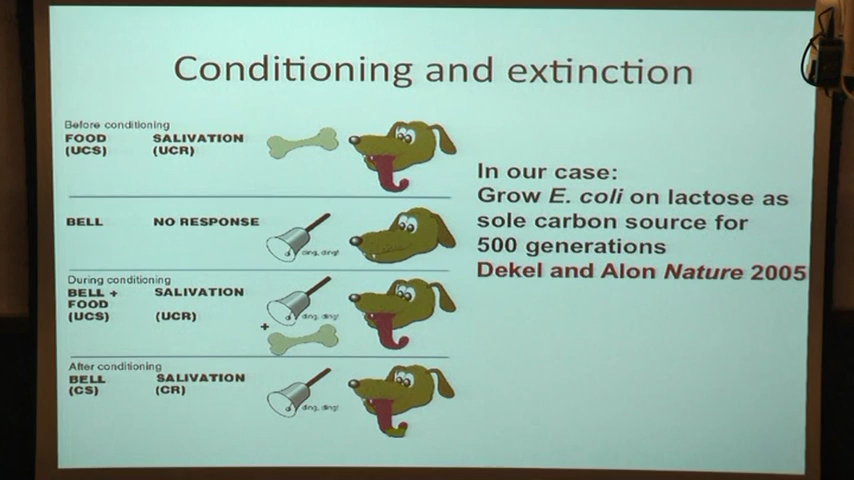 Conditioning and extinction
Before conditioning
FOOD SALIVATION
(UCS) (UCR)
BELL NO RESPONSE
ding, ding!
During conditioning
BELL + SALIVATION
FOOD
(UCS) (UCR)
ding, ding!
+
After conditioning
BELL SALIVATION
(CS) (CR)
ding, ding!
In our case:
Grow E. coli on lactose as
sole carbon source for
500 generations
Dekel and Alon Nature 2005